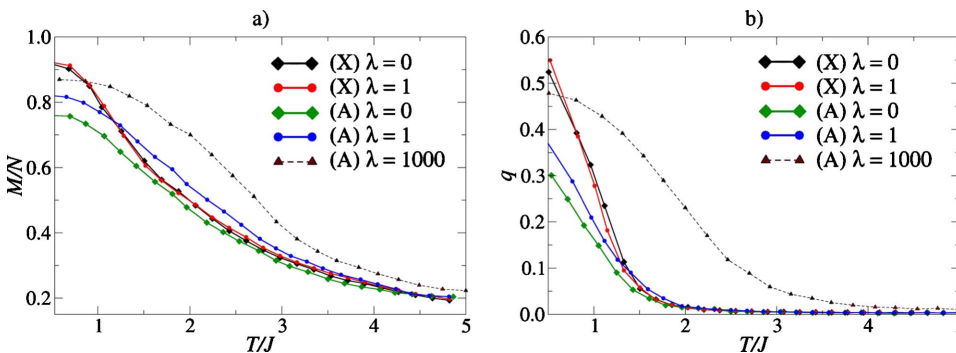 a)
1.0
0.8
0.6
0.4
0.2
M/N
1
2
3
4
5
T/J
(X) λ = 0
(X) λ = 1
(A) λ = 0
(A) λ = 1
(A) λ = 1000
b)
0.6
0.5
0.4
0.3
0.2
0.1
0.0
q
1
2
3
4
T/J
(X) λ = 0
(X) λ = 1
(A) λ = 0
(A) λ = 1
(A) λ = 1000